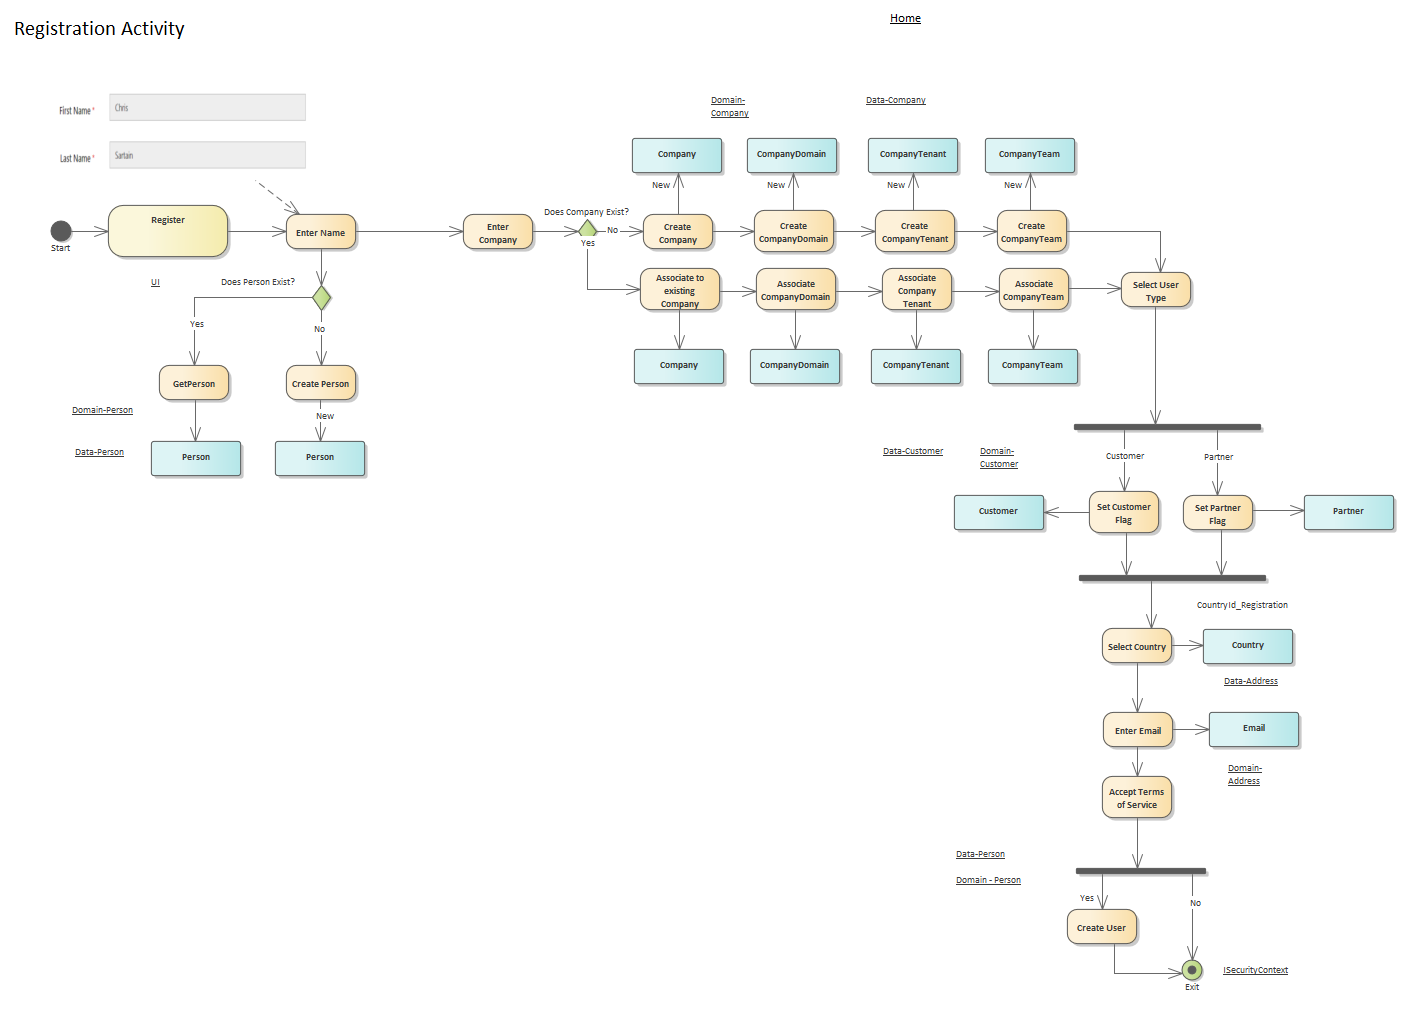 Registration Activity
Home
First Name *
Chris
Last Name *
Sartain
Domain-
Company
Data-Company
Company
CompanyDomain
CompanyTenant
CompanyTeam
New
New
New
New
Start
Register
Enter Name
Enter
Company
Does Company Exist?
No
Yes
Create
Company
Create
CompanyDomain
Create
CompanyTenant
Create
CompanyTeam
UI
Does Person Exist?
Yes
No
Associate to
existing
Company
Associate
CompanyDomain
Associate
Company
Tenant
Associate
CompanyTeam
Select User
Type
Company
CompanyDomain
CompanyTenant
CompanyTeam
GetPerson
Create Person
New
Domain-Person
Data-Person
Person
Person
Data-Customer
Domain-
Customer
Customer
Partner
Customer
Set Customer
Flag
Set Partner
Flag
Partner
CountryId_Registration
Select Country
Country
Data-Address
Enter Email
Email
Domain-
Address
Accept Terms
of Service
Data-Person
Domain - Person
Yes
No
Create User
ISecurityContext
Exit